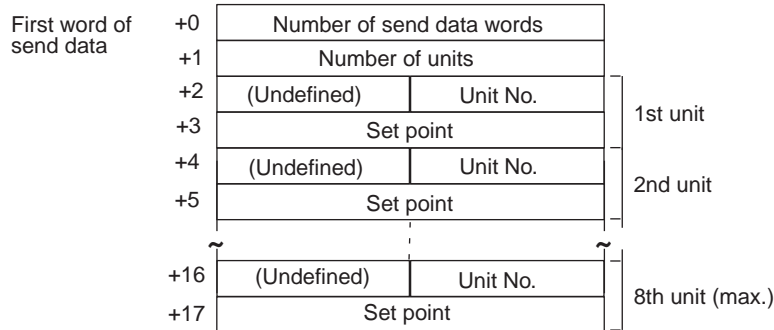 First word of
send data
+0 Number of send data words
+1 Number of units
+2 (Undefined) Unit No.
+3 Set point
1st unit
+4 (Undefined) Unit No.
+5 Set point
2nd unit
~ ~
+16 (Undefined) Unit No.
+17 Set point
8th unit (max.)